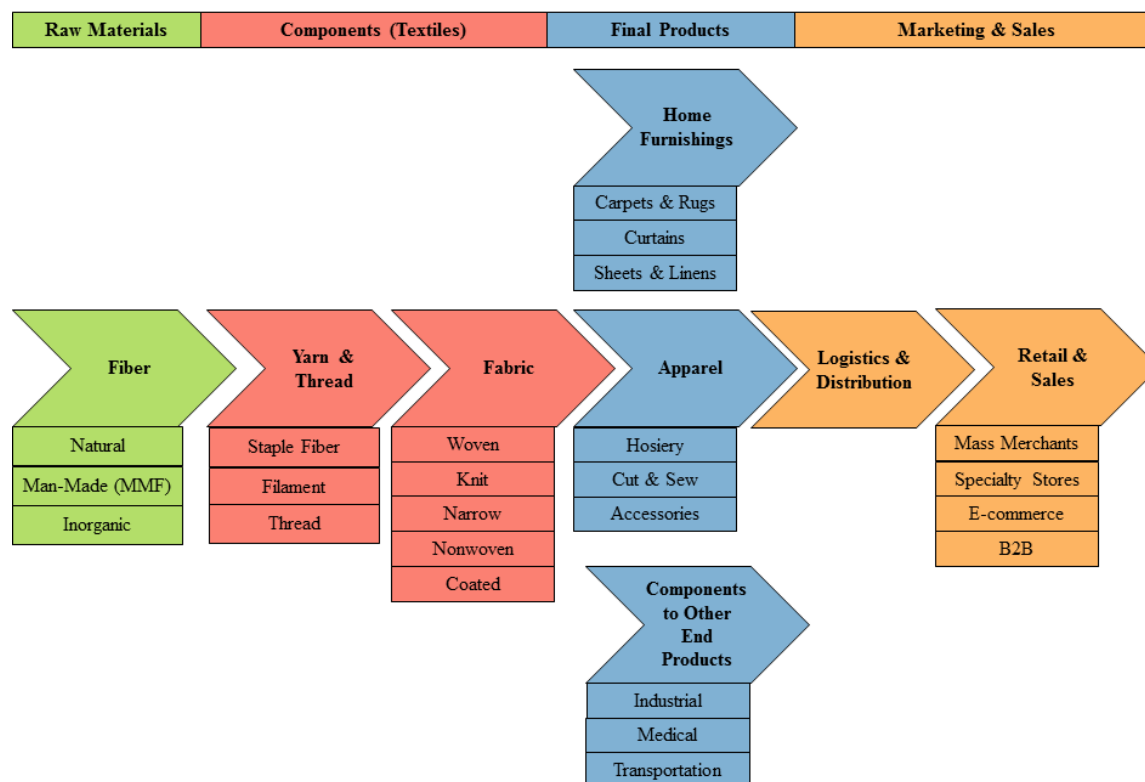 Raw Materials
Components (Textiles)
Final Products
Marketing & Sales
Home
Furnishings
Carpets & Rugs
Curtains
Sheets & Linens
Fiber
Natural
Man-Made (MMF)
Inorganic
Yarn &
Thread
Staple Fiber
Filament
Thread
Fabric
Woven
Knit
Narrow
Nonwoven
Coated
Apparel
Hosiery
Cut & Sew
Accessories
Logistics &
Distribution
Retail &
Sales
Mass Merchants
Specialty Stores
E-commerce
B2B
Components
to Other
End
Products
Industrial
Medical
Transportation